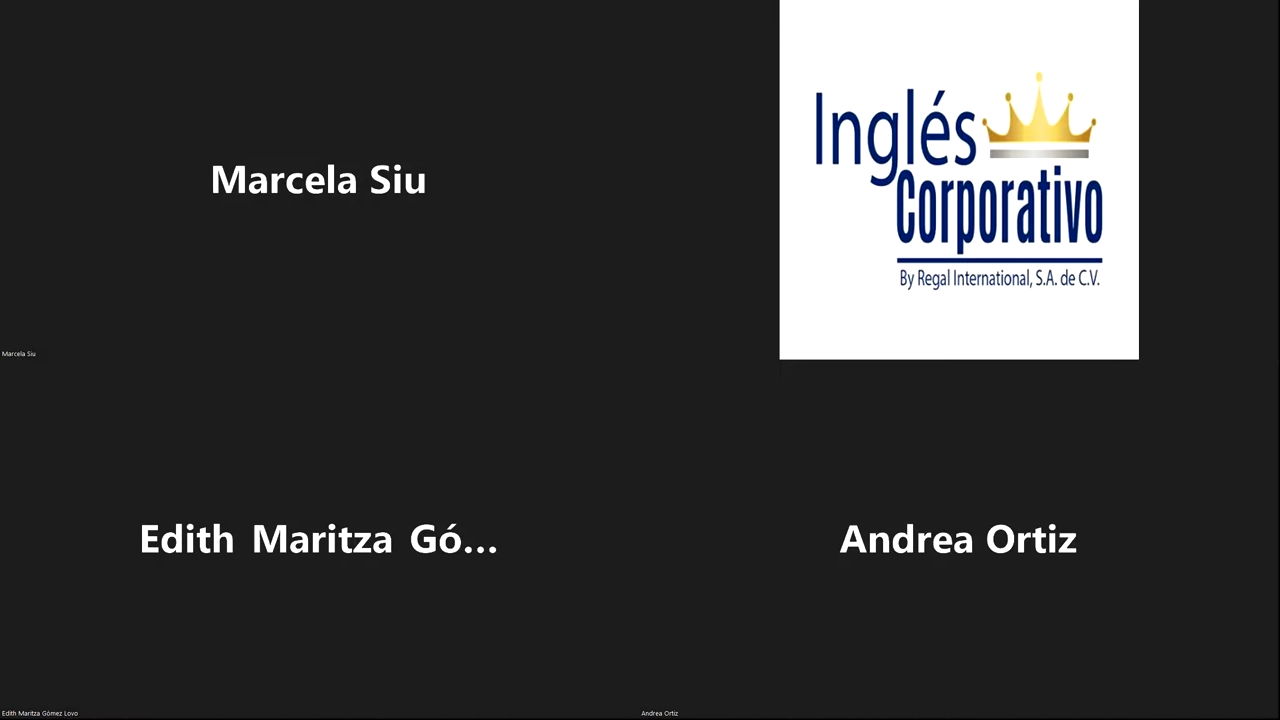 Marcela Siu
Inglés
Corporativo
By Regal International, S.A. de C.V.
Marcela Siu
Edith Maritza Gó...
Andrea Ortiz
Edith Maritza Gómez Lovo
Andrea Ortiz